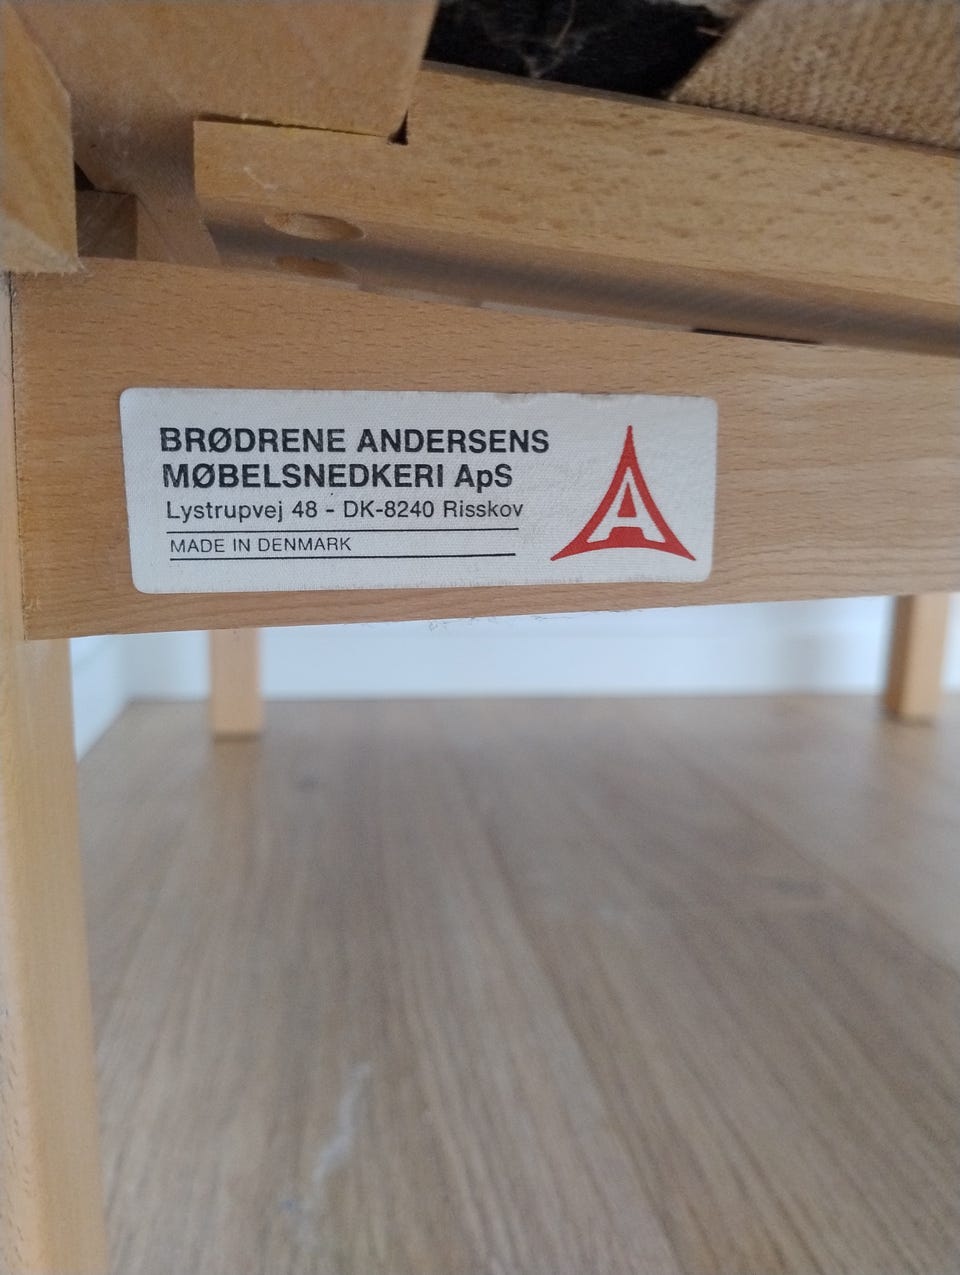 BRØDRENE ANDERSENS
MØBELSNEDKERI ApS
Lystrupvej 48 - DK-8240 Risskov
MADE IN DENMARK
A